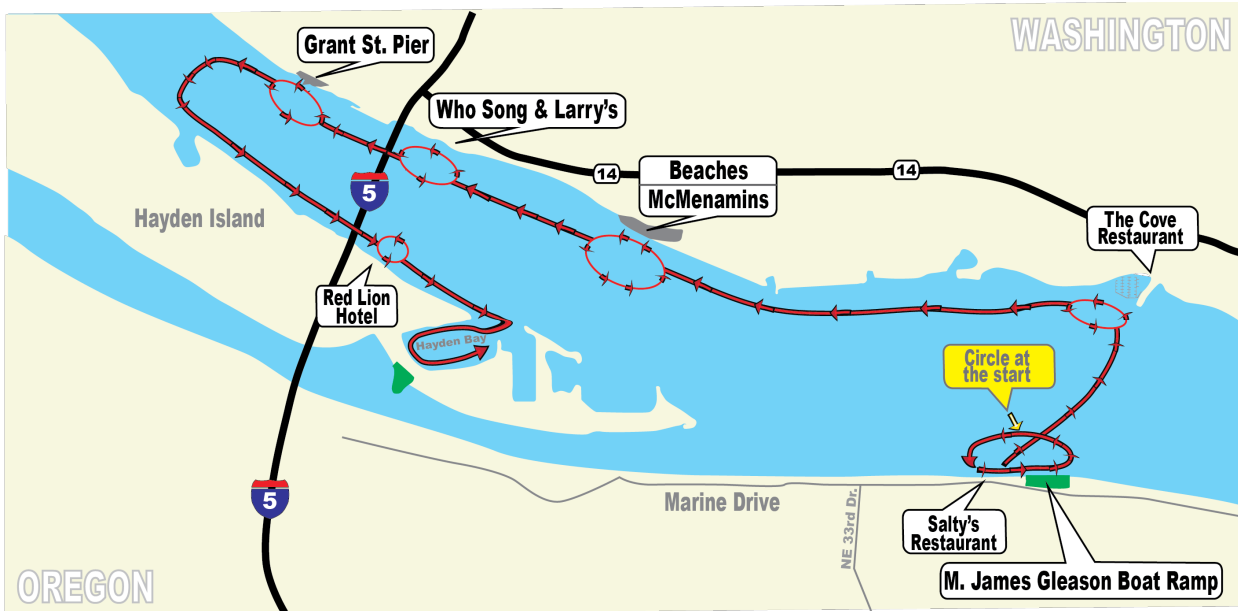 WASHINGTON
Grant St. Pier
Who Song & Larry's
14
Beaches
McMenamins
14
5
The Cove
Restaurant
Hayden Island
Red Lion
Hotel
Hayden Bay
Circle at
the start
5
Marine Drive
NE 33rd Dr.
Salty's
Restaurant
M. James Gleason Boat Ramp
OREGON